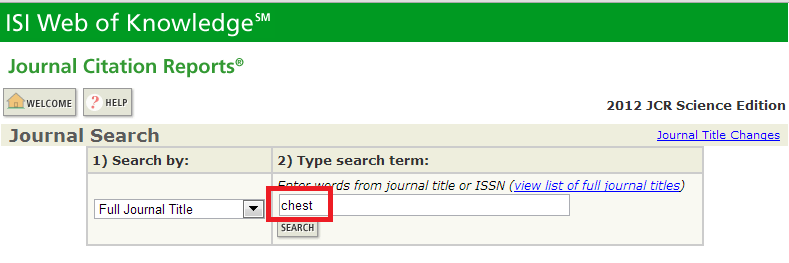 ISI Web of Knowledge℠
Journal Citation Reports®
WELCOME ? HELP
2012 JCR Science Edition
Journal Search
Journal Title Changes
1) Search by:
2) Type search term:
Enter words from journal title or ISSN (view list of full journal titles)
Full Journal Title
chest
SEARCH